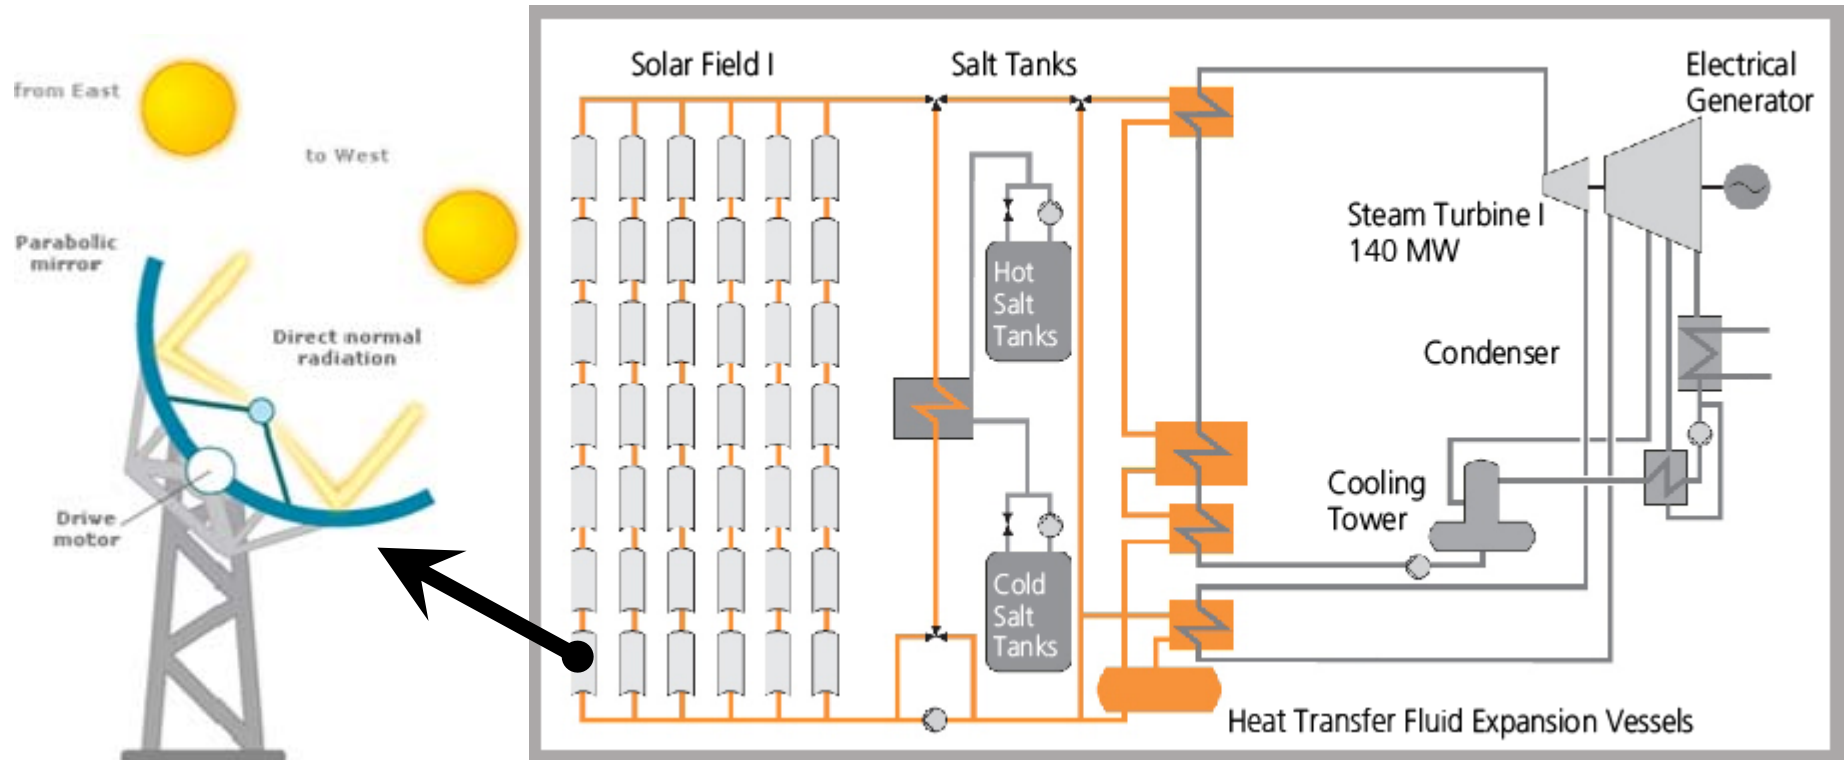 from East
to West
Parabolic
mirror
Direct normal
radiation
Drive
motor
Solar Field I
Salt Tanks
Hot
Salt
Tanks
Cold
Salt
Tanks
Electrical
Generator
Steam Turbine I
140 MW
Condenser
Cooling
Tower
Heat Transfer Fluid Expansion Vessels